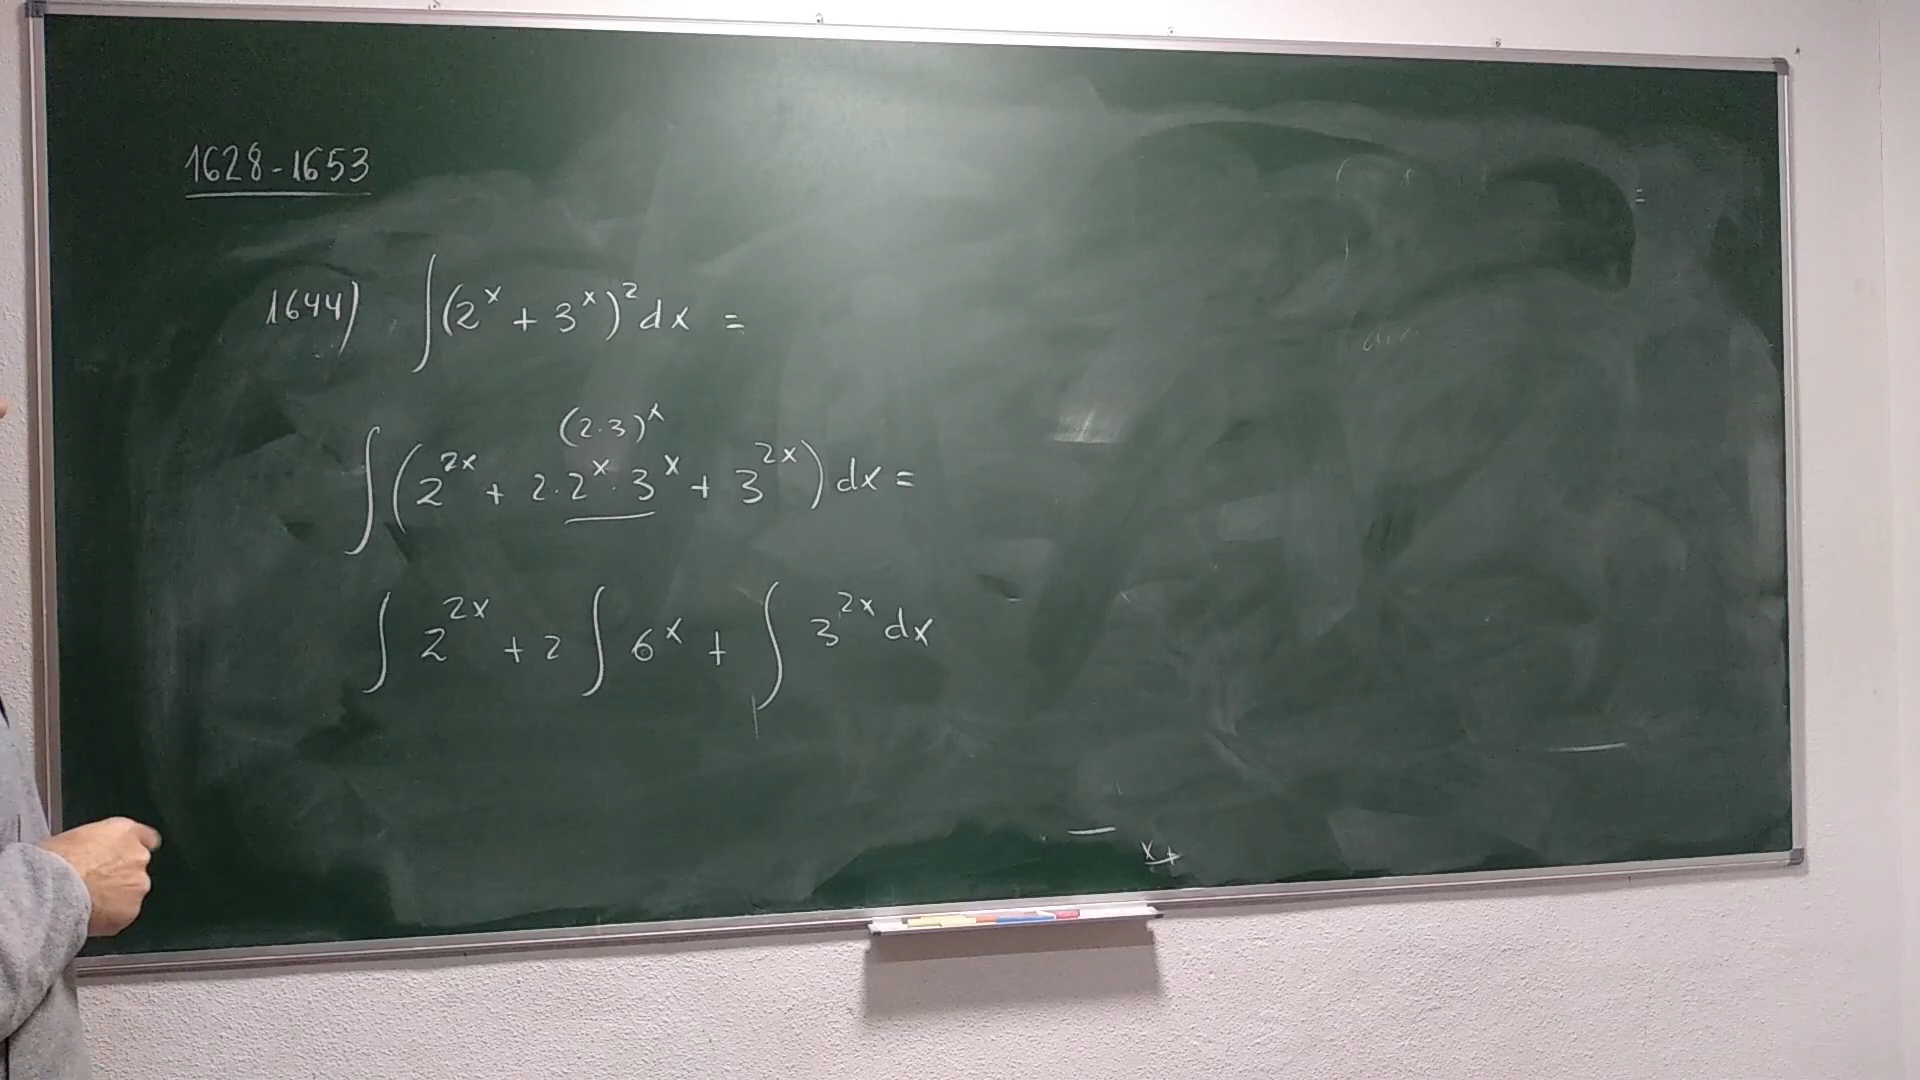 1628-1653
1644) ∫(2^x + 3^x)^2 dx =
(2·3)^x
∫(2^{2x} + 2·2^x·3^x + 3^{2x}) dx =
∫ 2^{2x} + 2 ∫ 6^x + ∫ 3^{2x} dx
=
x +